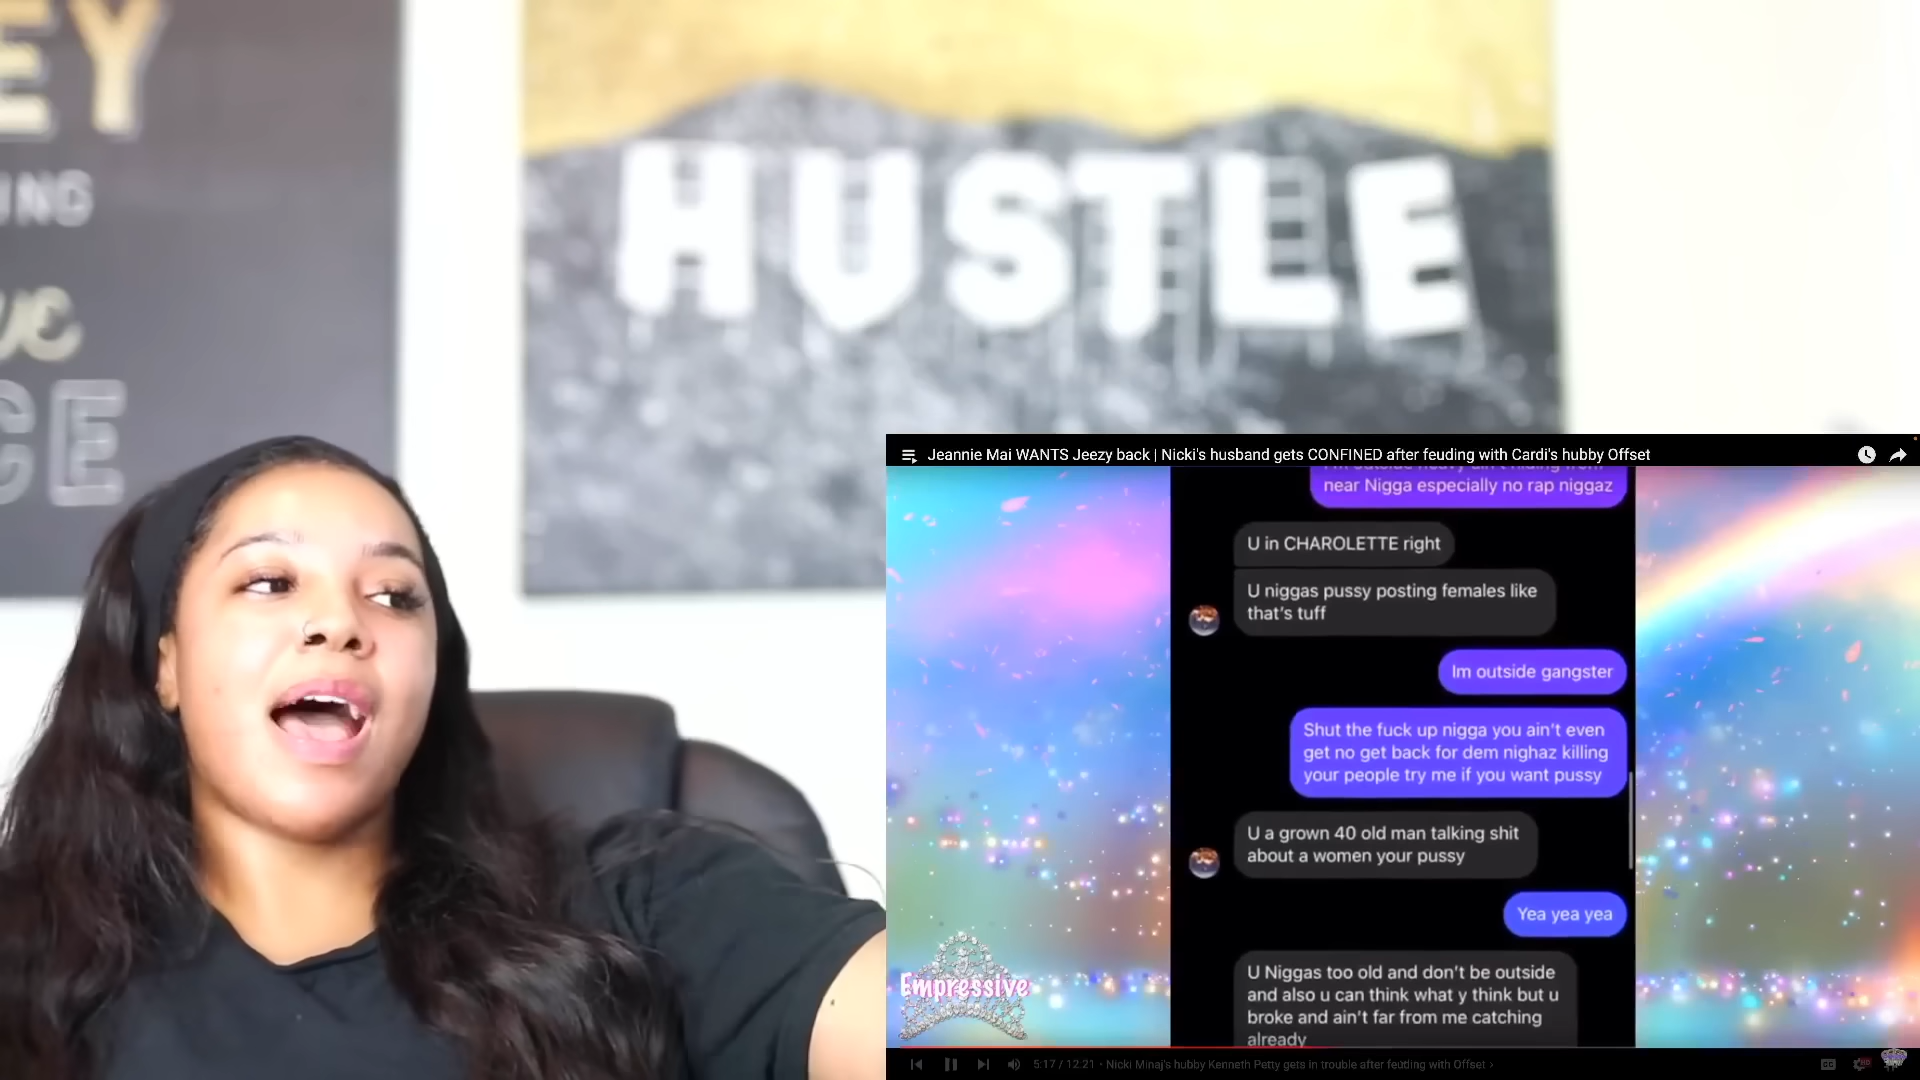 EY
ING
CE
HUSTLE
Jeannie Mai WANTS Jeezy back | Nicki's husband gets CONFINED after feuding with Cardi's hubby Offset
near Nigga especially no rap niggaz
U in CHAROLETTE right
U niggas pussy posting females like
that's tuff
Im outside gangster
Shut the fuck up nigga you ain't even
get no get back for dem nighaz killing
your people try me if you want pussy
U a grown 40 old man talking shit
about a women your pussy
Yea yea yea
U Niggas too old and don't be outside
and also u can think what y think but u
broke and ain't far from me catching
already
Empressive
5:17 / 12:21 • Nicki Minaj's hubby Kenneth Petty gets in trouble after feuding with Offset ›